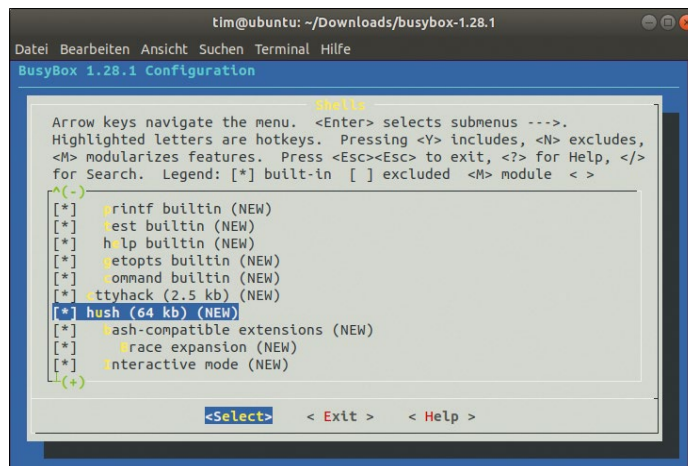 tim@ubuntu: ~/Downloads/busybox-1.28.1
Datei Bearbeiten Ansicht Suchen Terminal Hilfe
BusyBox 1.28.1 Configuration
Shells
Arrow keys navigate the menu. <Enter> selects submenus --->.
Highlighted letters are hotkeys. Pressing <Y> includes, <N> excludes,
<M> modularizes features. Press <Esc><Esc> to exit, <?> for Help, </>
for Search. Legend: [*] built-in [ ] excluded <M> module < >
^(-)
[*] printf builtin (NEW)
[*] test builtin (NEW)
[*] help builtin (NEW)
[*] getopts builtin (NEW)
[*] command builtin (NEW)
[*] cttyhack (2.5 kb) (NEW)
[*] hush (64 kb) (NEW)
[*] bash-compatible extensions (NEW)
[*] Brace expansion (NEW)
[*] Interactive mode (NEW)
(+)
<Select> < Exit > < Help >